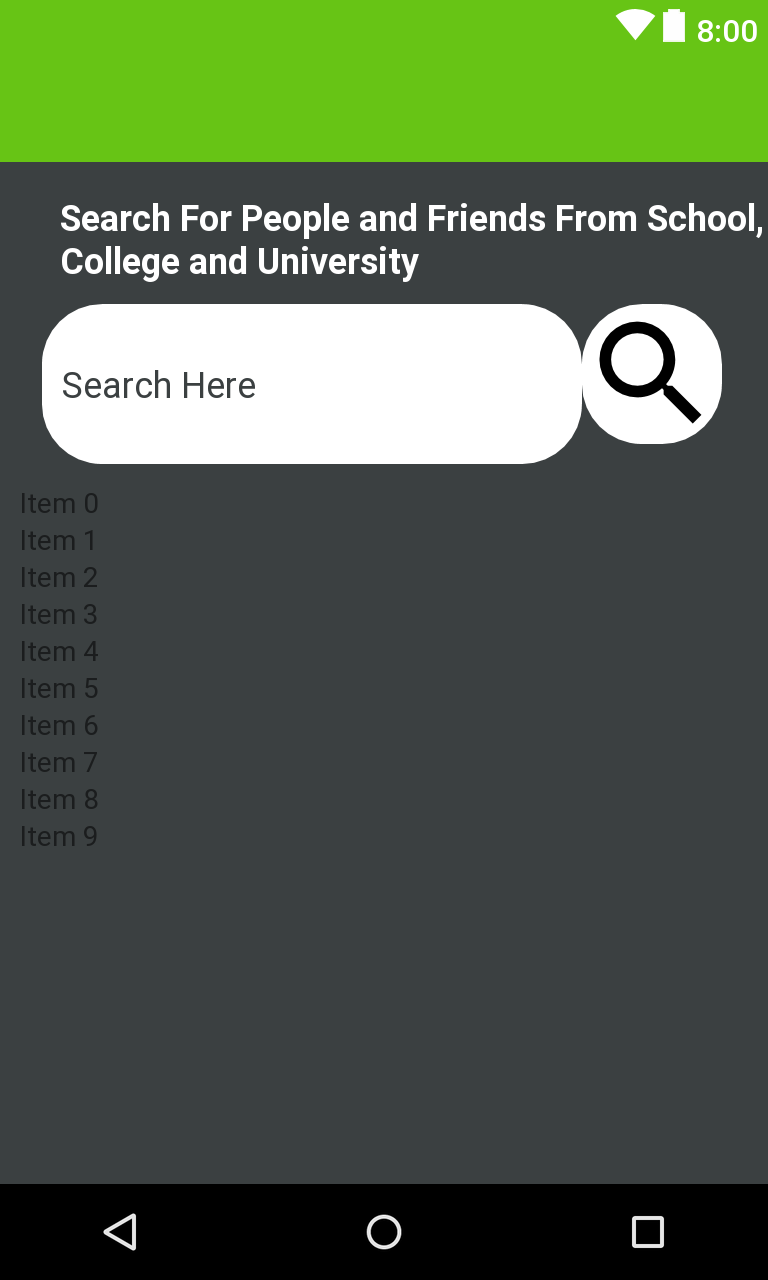 8:00
Search For People and Friends From School,
College and University
Search Here
Item 0
Item 1
Item 2
Item 3
Item 4
Item 5
Item 6
Item 7
Item 8
Item 9